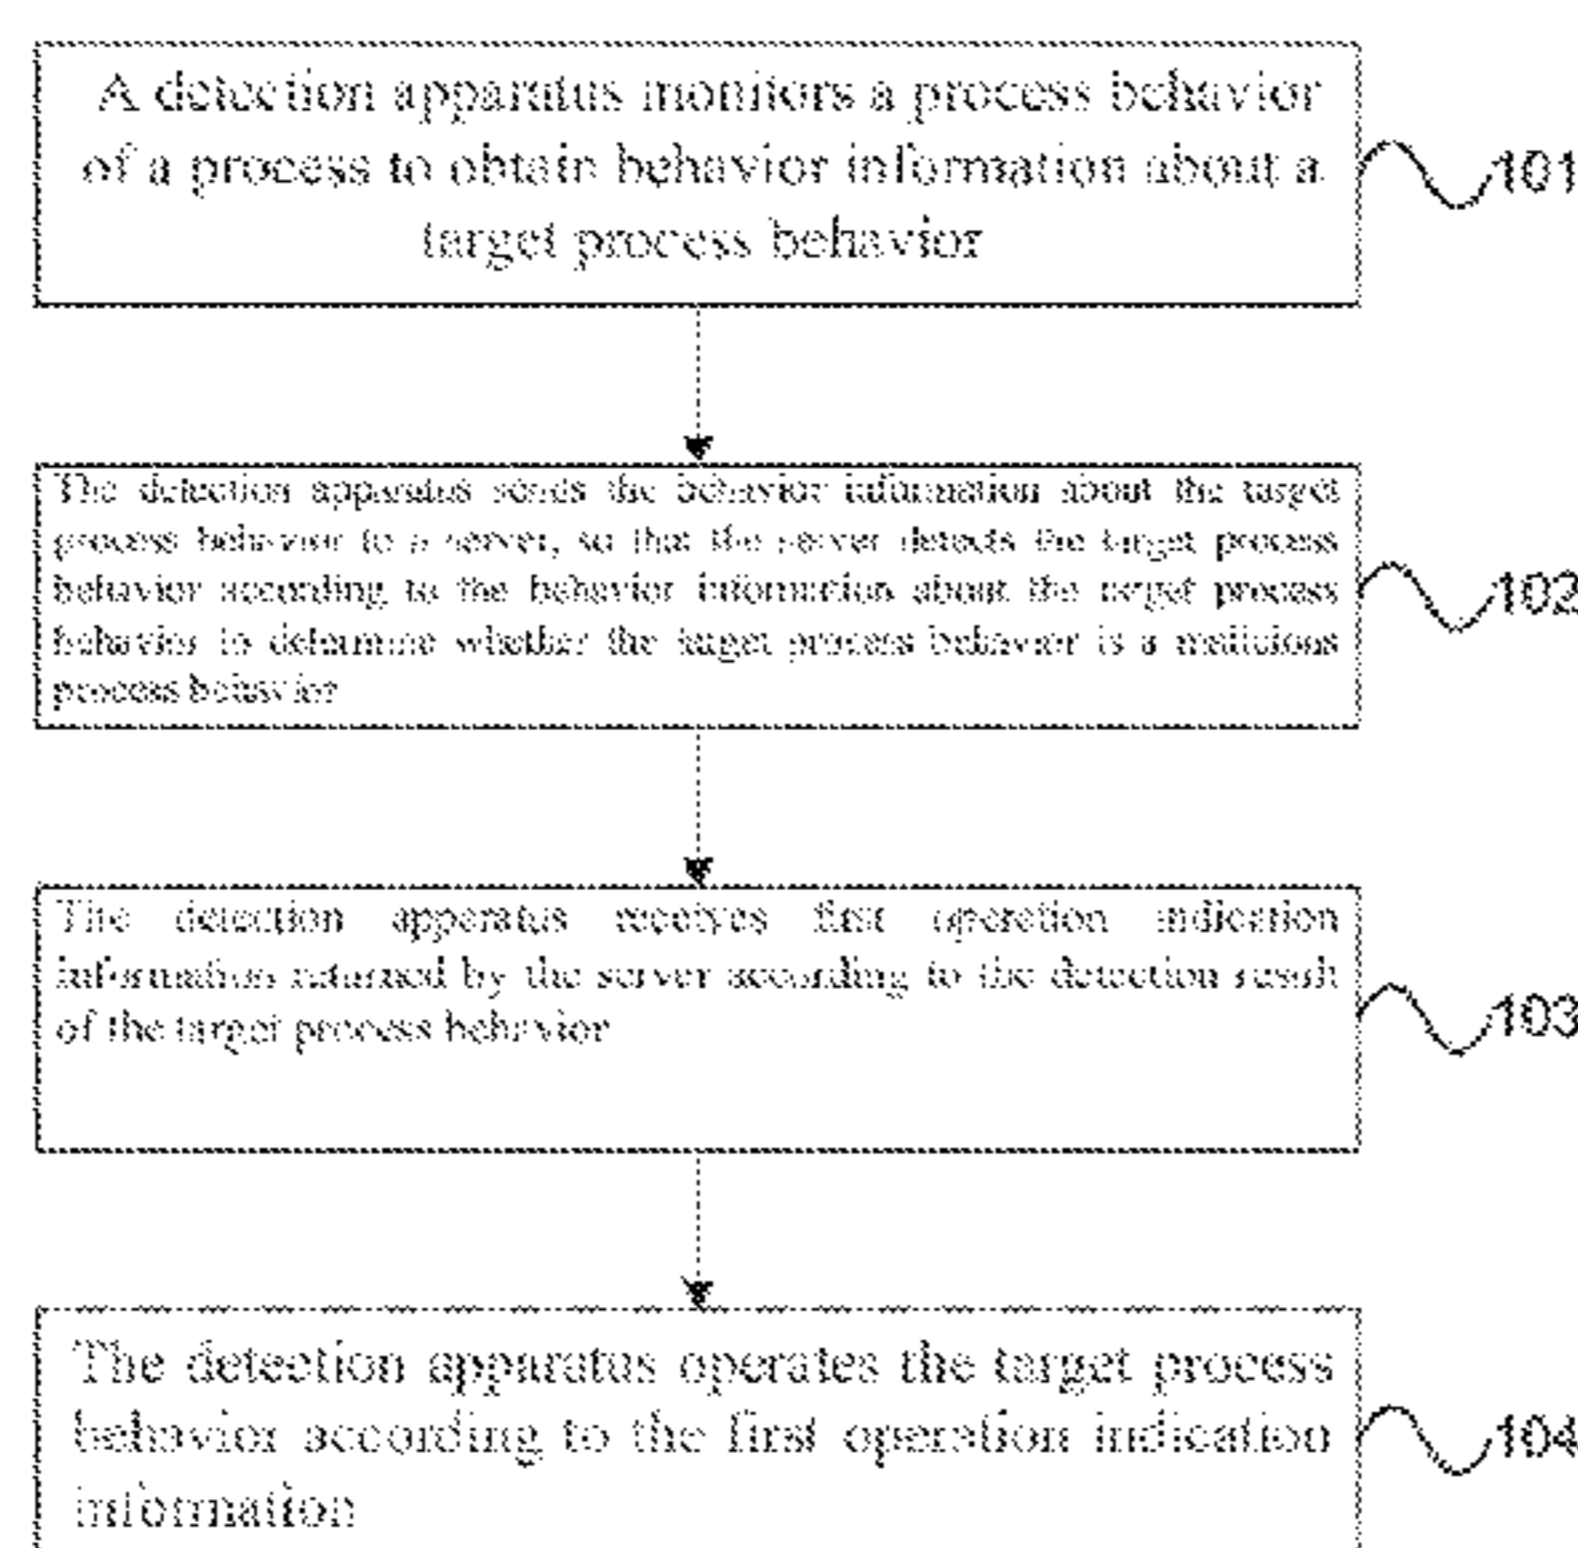 A detection apparatus monitors a process behavior
of a process to obtain behavior information about a
target process behavior
101
The detection apparatus sends the behavior information about the target
process behavior to a server, so that the server detects the target process
behavior according to the behavior information about the target process
behavior to determine whether the target process behavior is a malicious
process behavior
102
The detection apparatus receives first operation indication
information returned by the server according to the detection result
of the target process behavior
103
The detection apparatus operates the target process
behavior according to the first operation indication
information
104